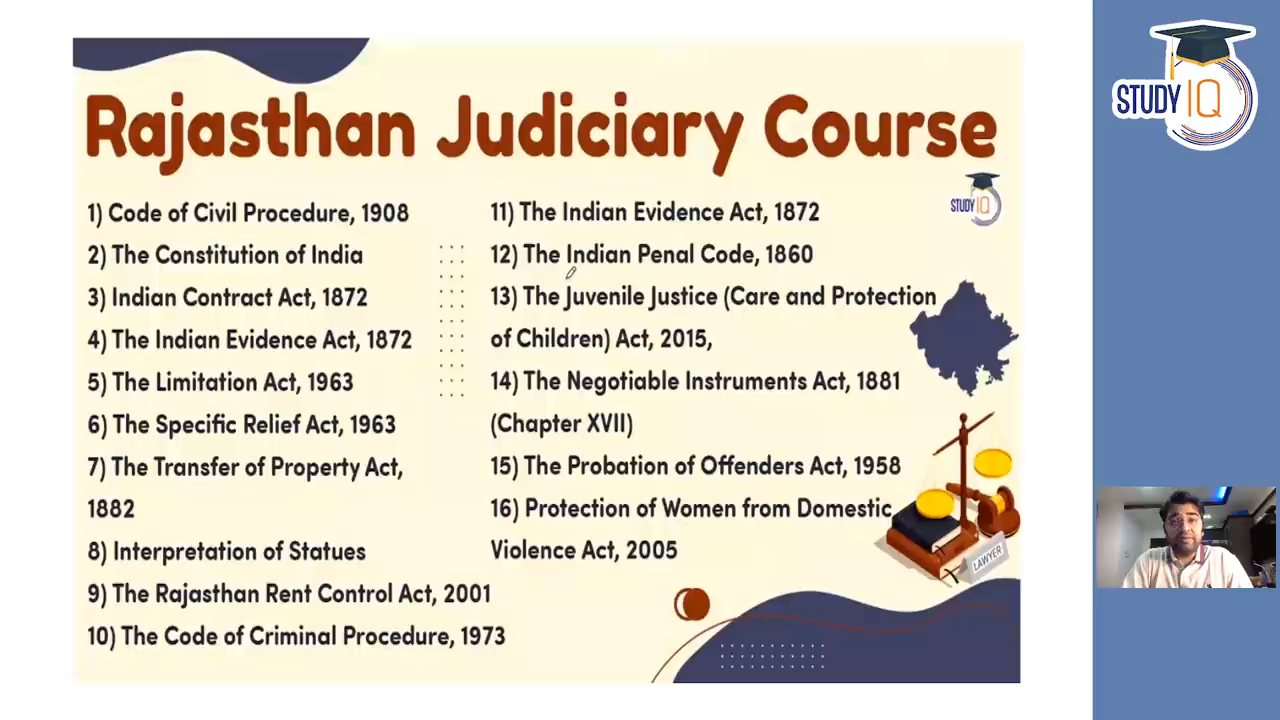 Rajasthan Judiciary Course
1) Code of Civil Procedure, 1908
2) The Constitution of India
3) Indian Contract Act, 1872
4) The Indian Evidence Act, 1872
5) The Limitation Act, 1963
6) The Specific Relief Act, 1963
7) The Transfer of Property Act,
1882
8) Interpretation of Statues
9) The Rajasthan Rent Control Act, 2001
10) The Code of Criminal Procedure, 1973
11) The Indian Evidence Act, 1872
12) The Indian Penal Code, 1860
13) The Juvenile Justice (Care and Protection
of Children) Act, 2015,
14) The Negotiable Instruments Act, 1881
(Chapter XVII)
15) The Probation of Offenders Act, 1958
16) Protection of Women from Domestic
Violence Act, 2005
STUDY IQ
LAWYER
STUDY IQ